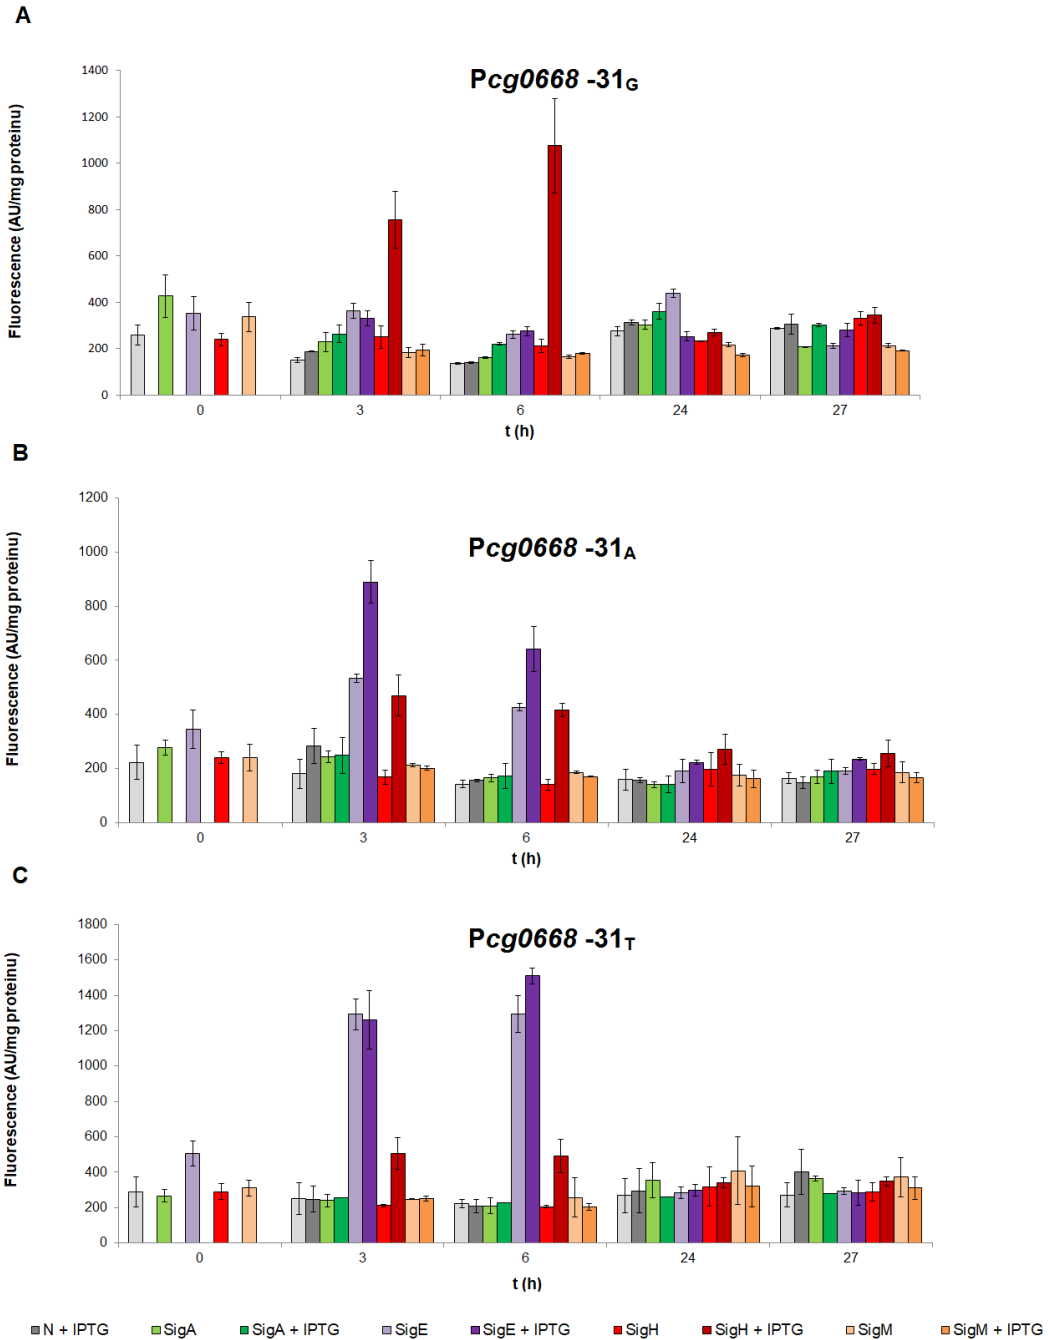 A
Pcg0668 -31G
Fluorescence (AU/mg proteinu)
1400
1200
1000
800
600
400
200
0
0 3 6 24 27
t (h)
B
Pcg0668 -31A
Fluorescence (AU/mg proteinu)
1200
1000
800
600
400
200
0
0 3 6 24 27
t (h)
C
Pcg0668 -31T
Fluorescence (AU/mg proteinu)
1800
1600
1400
1200
1000
800
600
400
200
0
0 3 6 24 27
t (h)
N + IPTG SigA SigA + IPTG SigE SigE + IPTG SigH SigH + IPTG SigM SigM + IPTG